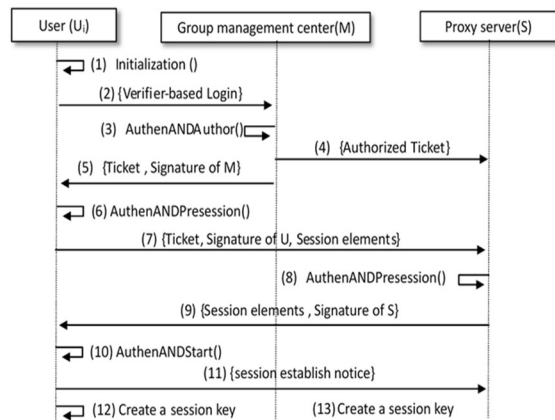 User (Ui)
Group management center(M)
Proxy server(S)
(1) Initialization ()
(2) {Verifier-based Login}
(3) AuthenANDAuthor()
(4) {Authorized Ticket}
(5) {Ticket , Signature of M}
(6) AuthenANDPresession()
(7) {Ticket, Signature of U, Session elements}
(8) AuthenANDPresession()
(9) {Session elements , Signature of S}
(10) AuthenANDStart()
(11) {session establish notice}
(12) Create a session key
(13) Create a session key